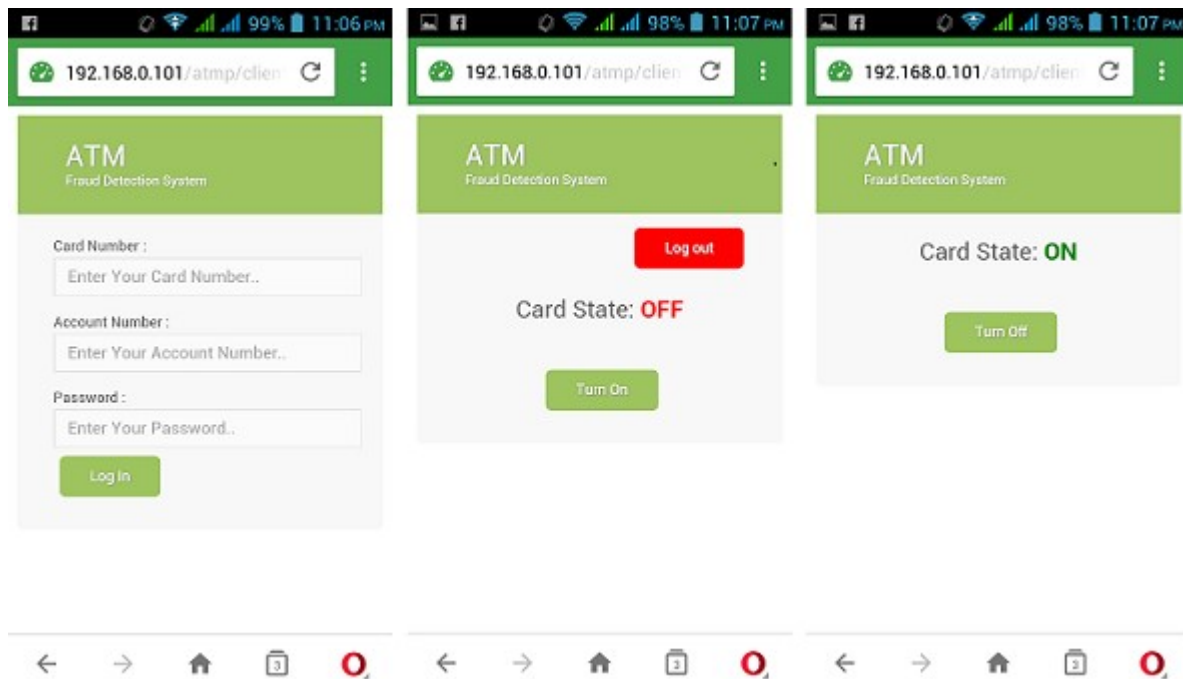 99% 11:06 PM
192.168.0.101/atmp/clien
ATM
Fraud Detection System
Card Number :
Enter Your Card Number..
Account Number :
Enter Your Account Number..
Password :
Enter Your Password..
Log In
3
98% 11:07 PM
192.168.0.101/atmp/clien
ATM
Fraud Detection System
Log out
Card State: OFF
Turn On
3
98% 11:07 PM
192.168.0.101/atmp/clien
ATM
Fraud Detection System
Card State: ON
Turn Off
3